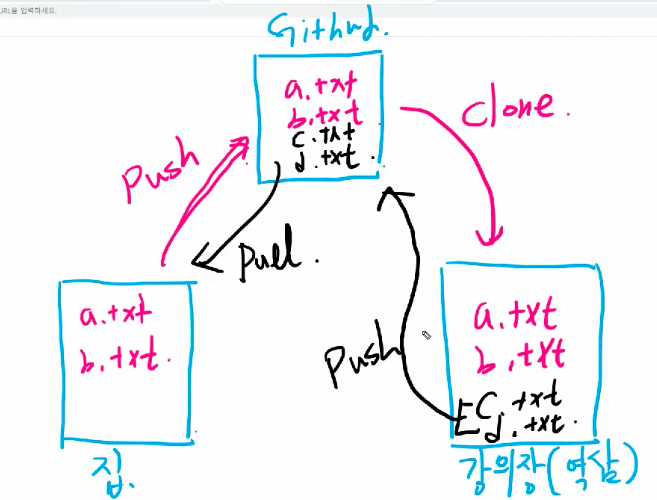 URL을 입력하세요.
Github.
a.txt
b.txt
c.txt
d.txt.
clone.
Push
Pull.
a.txt
b.txt.
a.txt
b.txt
Push
c.txt
d.txt.
집.
강의장(역삼)